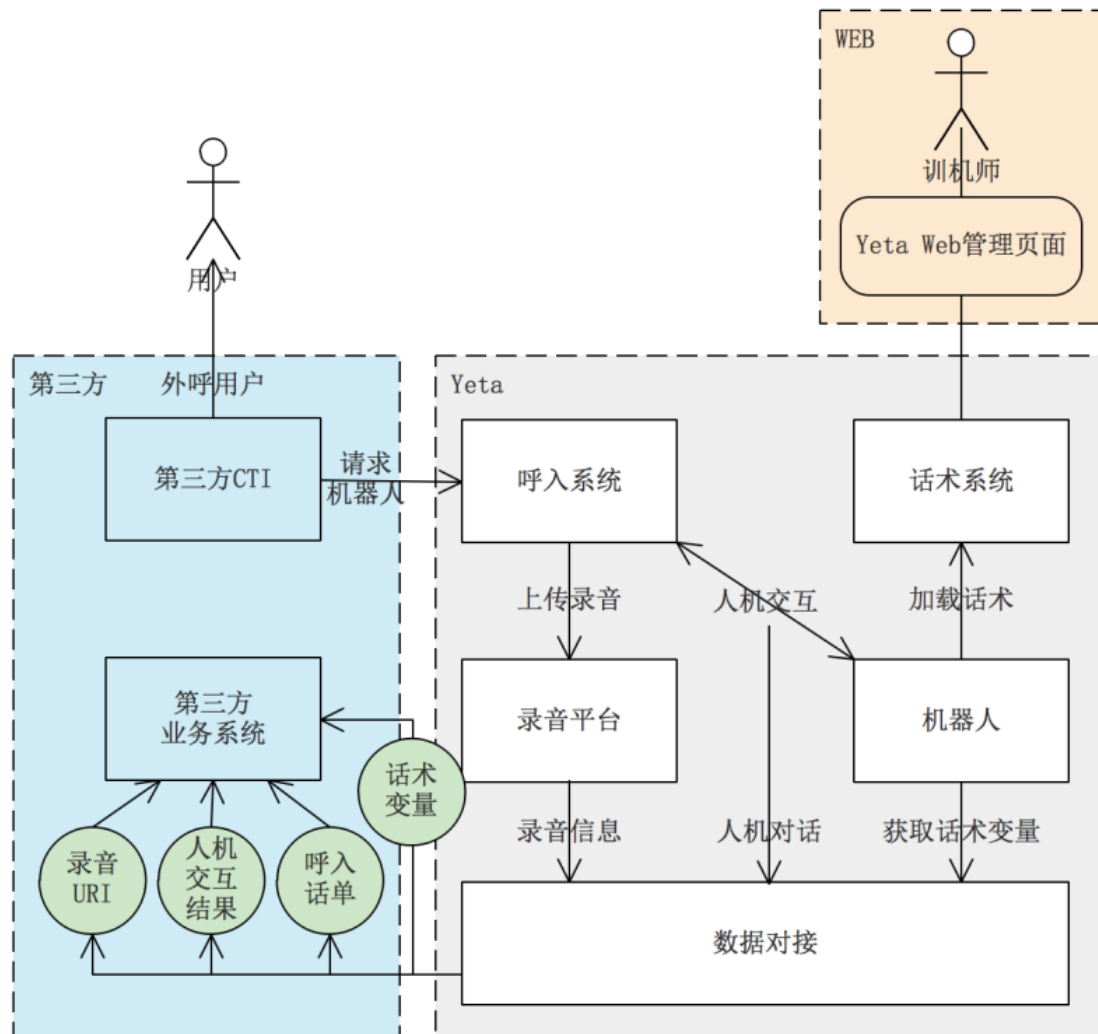 WEB
训机师
Yeta Web管理页面
用户
第三方
外呼用户
Yeta
第三方CTI
请求
机器人
呼入系统
话术系统
上传录音
人机交互
加载话术
第三方
业务系统
录音平台
机器人
话术
变量
录音信息
人机对话
获取话术变量
录音
URI
人机
交互
结果
呼入
话单
数据对接